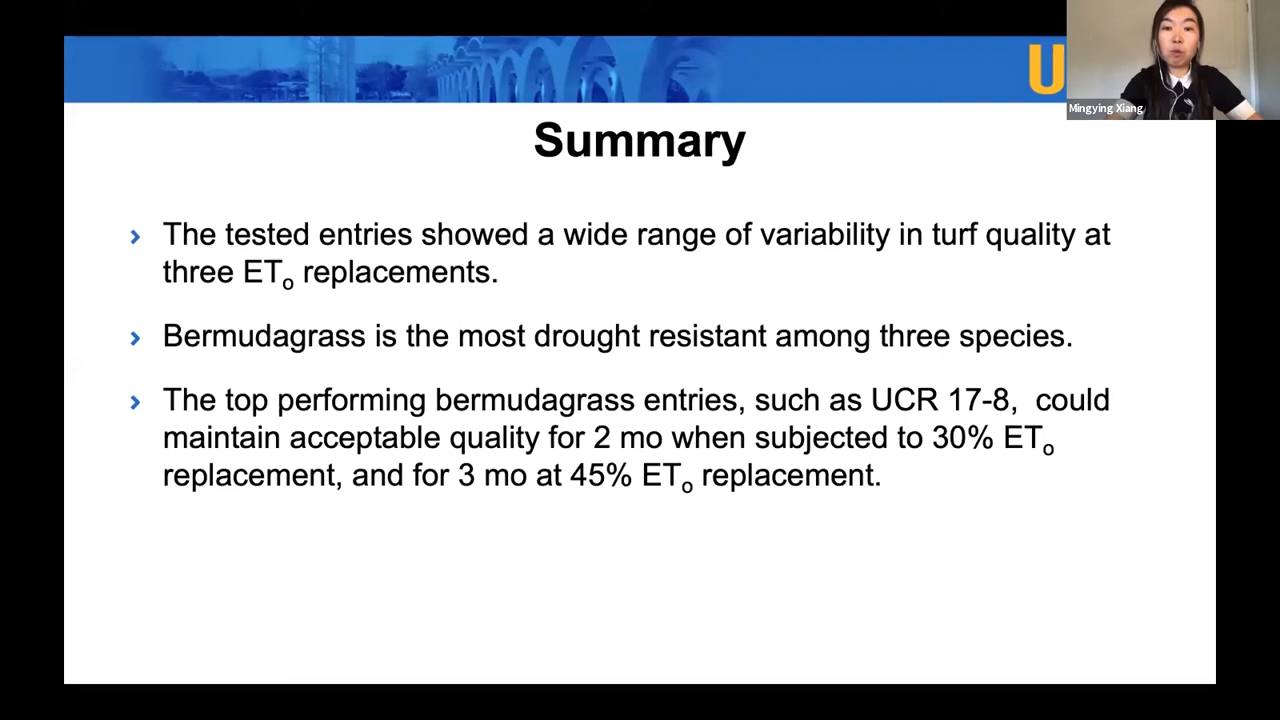 U
Mingying Xiang
Summary
The tested entries showed a wide range of variability in turf quality at
three ETo replacements.
Bermudagrass is the most drought resistant among three species.
The top performing bermudagrass entries, such as UCR 17-8,  could
maintain acceptable quality for 2 mo when subjected to 30% ETo
replacement, and for 3 mo at 45% ETo replacement.